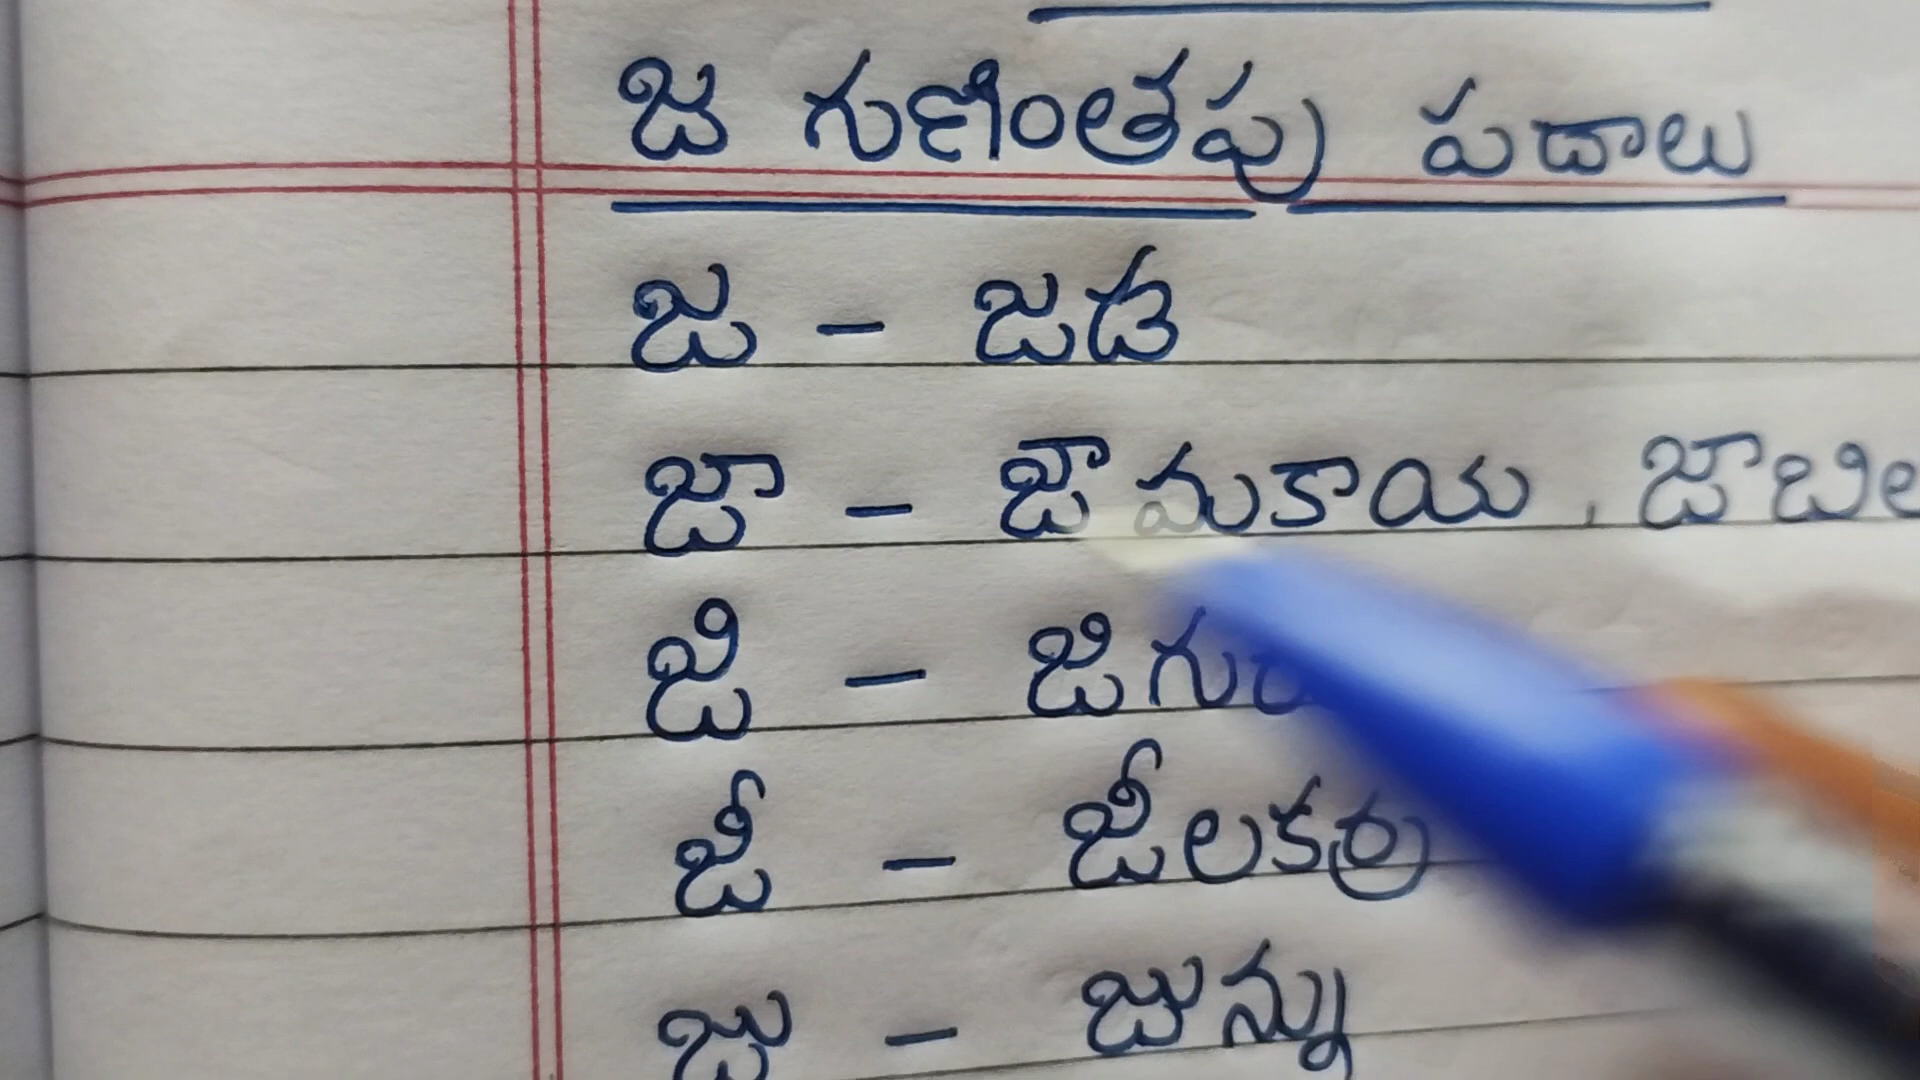 జ గుణింతపు పదాలు
జ - జడ
జా - జామకాయ,
జి -
జీ - జీలకర్ర
జు - జున్ను